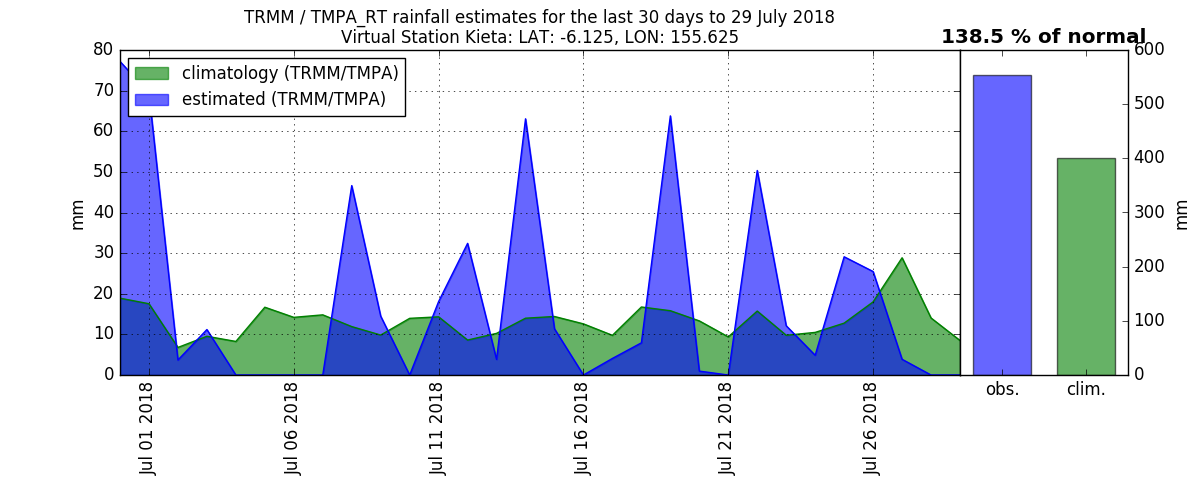 TRMM / TMPA_RT rainfall estimates for the last 30 days to 29 July 2018
Virtual Station Kieta: LAT: -6.125, LON: 155.625
138.5 % of normal
climatology (TRMM/TMPA)
estimated (TRMM/TMPA)
80
70
60
50
40
30
20
10
0
mm
Jul 01 2018
Jul 06 2018
Jul 11 2018
Jul 16 2018
Jul 21 2018
Jul 26 2018
600
500
400
300
200
100
0
mm
obs.
clim.